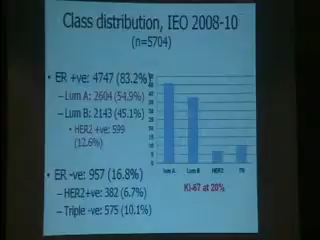 Class distribution, IEO 2008-10
(n=5704)
• ER +ve: 4747 (83.2%)
– Lum A: 2604 (54.9%)
– Lum B: 2143 (45.1%)
• HER2 +ve: 599
(12.6%)
• ER -ve: 957 (16.8%)
– HER2+ve: 382 (6.7%)
– Triple -ve: 575 (10.1%)
lum A Lum B HER2 TN
Ki-67 at 20%